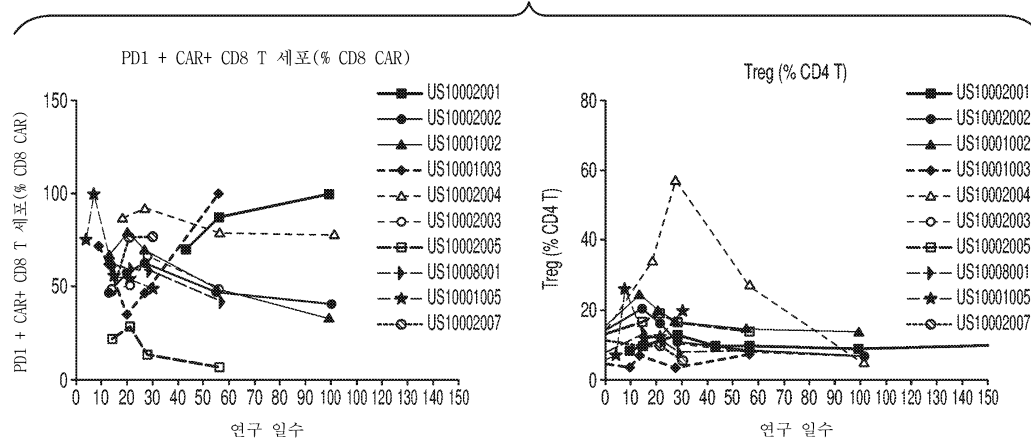 PD1 + CAR+ CD8 T 세포(% CD8 CAR)
PD1 + CAR+ CD8 T 세포(% CD8 CAR)
150
100
50
0
0 10 20 30 40 50 60 70 80 90 100 110 120 130 140 150
연구 일수
US10002001
US10002002
US10001002
US10001003
US10002004
US10002003
US10002005
US10008001
US10001005
US10002007
Treg (% CD4 T)
Treg (% CD4 T)
80
60
40
20
0
0 10 20 30 40 50 60 70 80 90 100 110 120 130 140 150
연구 일수
US10002001
US10002002
US10001002
US10001003
US10002004
US10002003
US10002005
US10008001
US10001005
US10002007